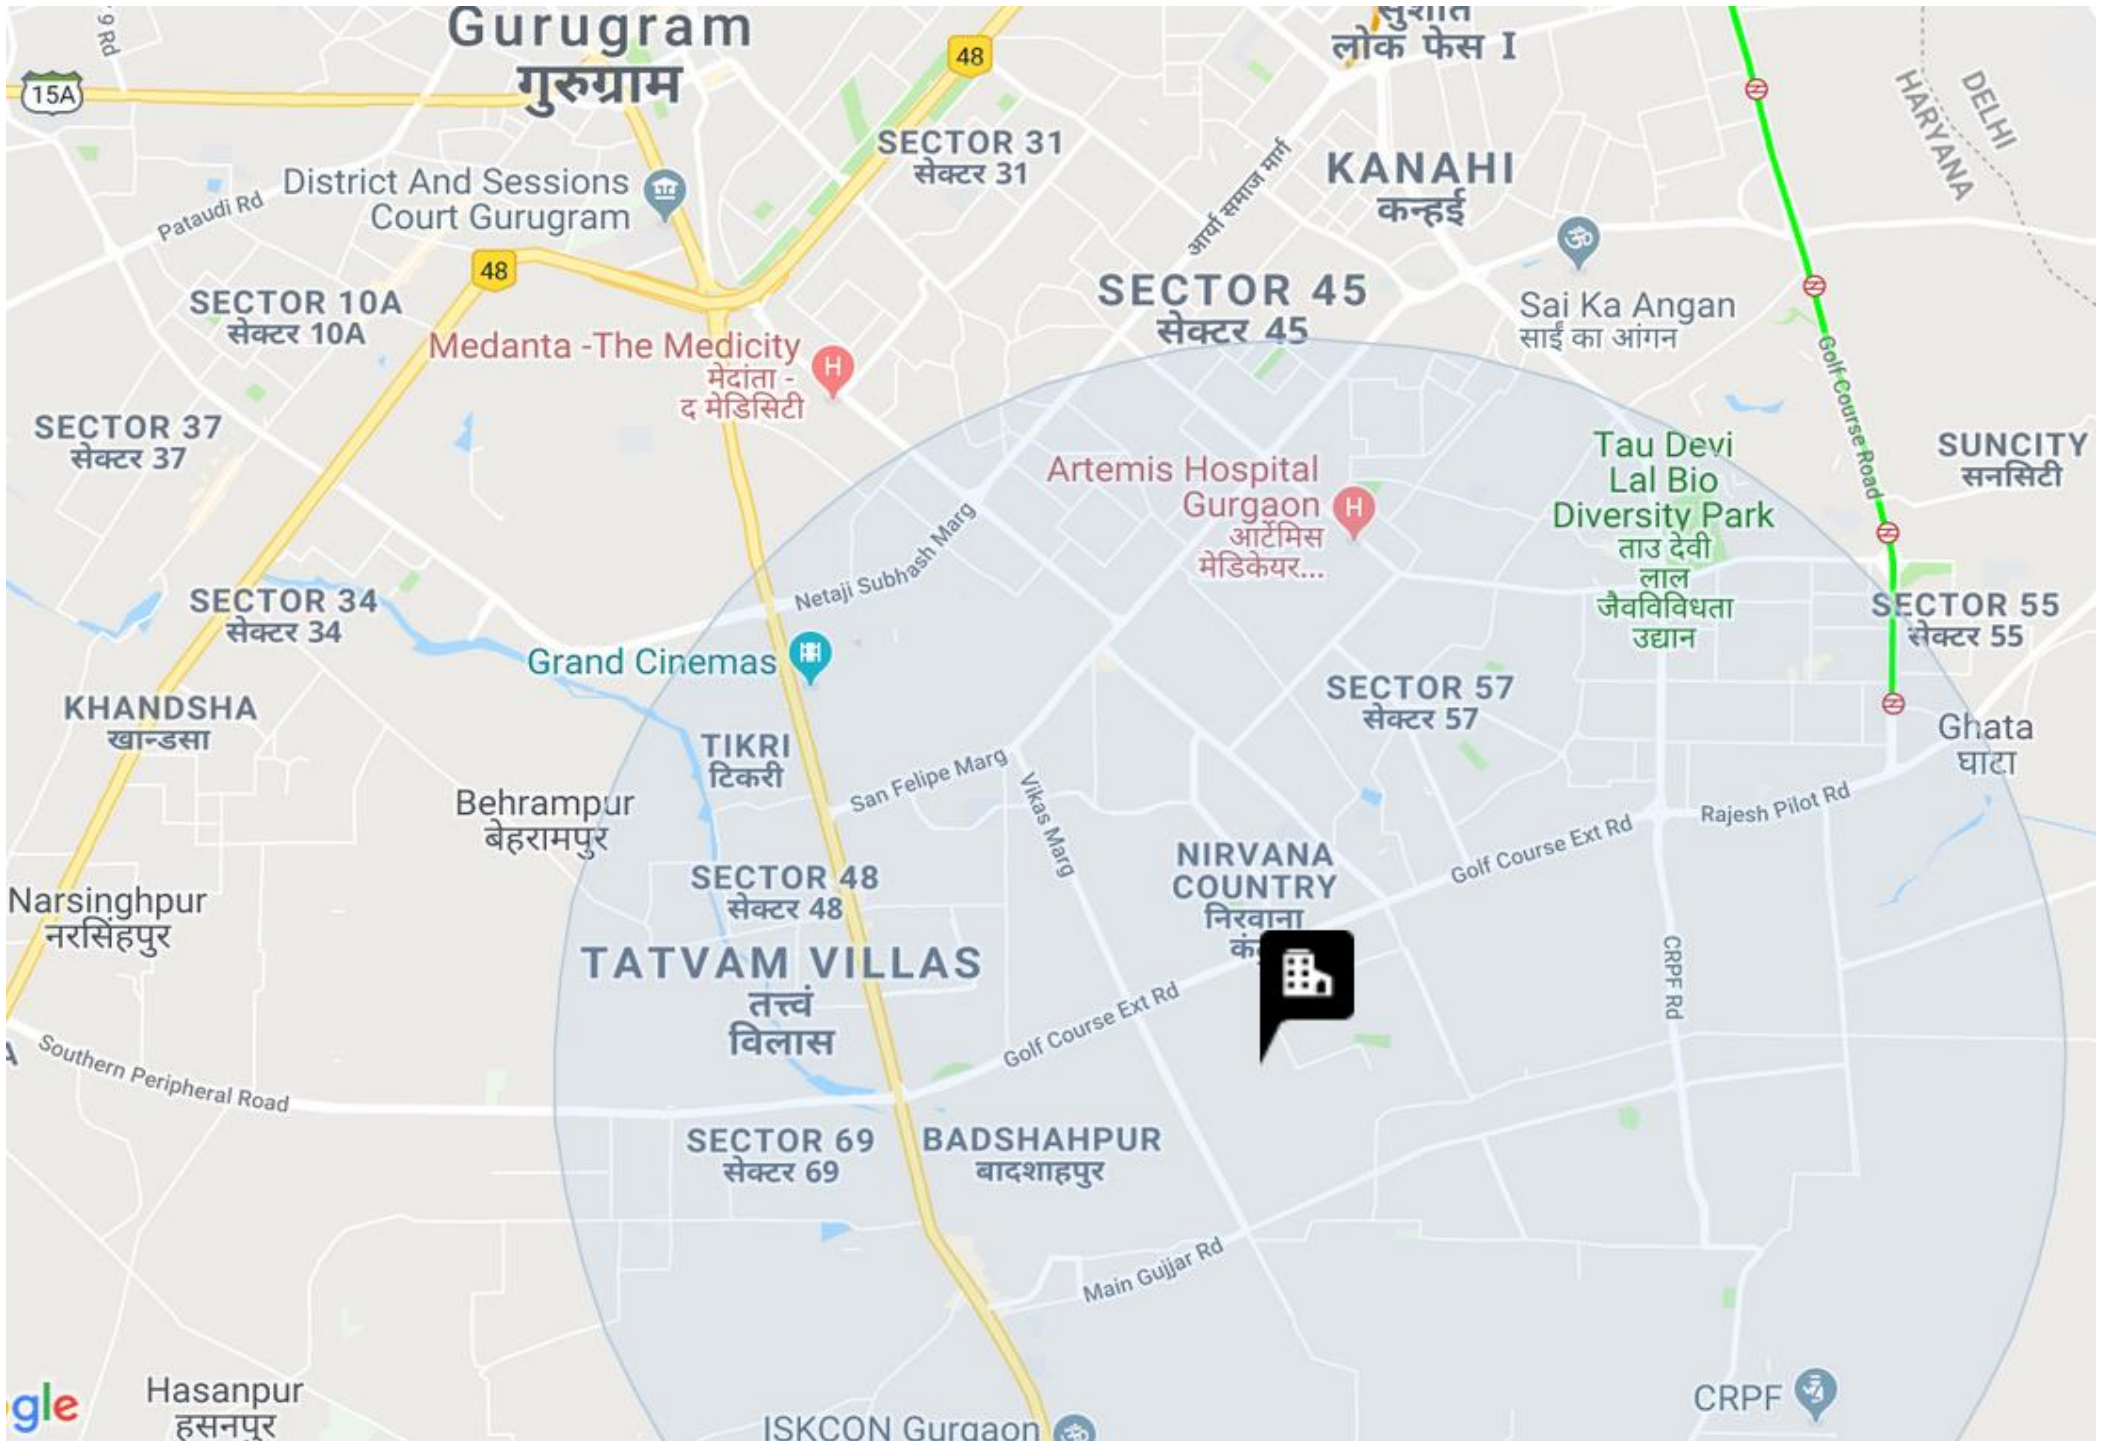 Gurugram
गुरुग्राम
9 Rd
48
सुशांत
लोक फेस I
15A
DELHI
HARYANA
SECTOR 31
सेक्टर 31
District And Sessions
Court Gurugram
Pataudi Rd
आर्या समाज मार्ग
KANAHI
कन्हई
48
SECTOR 10A
सेक्टर 10A
SECTOR 45
सेक्टर 45
Sai Ka Angan
साईं का आंगन
Medanta -The Medicity
मेदांता -
द मेडिसिटी
H
Golf Course Road
SECTOR 37
सेक्टर 37
Artemis Hospital
Gurgaon
आर्टेमिस
मेडिकेयर...
H
Tau Devi
Lal Bio
Diversity Park
ताउ देवी
लाल
जैवविविधता
उद्यान
SUNCITY
सनसिटी
Netaji Subhash Marg
SECTOR 34
सेक्टर 34
SECTOR 55
सेक्टर 55
Grand Cinemas
SECTOR 57
सेक्टर 57
KHANDSHA
खान्डसा
TIKRI
टिकरी
Ghata
घाटा
San Felipe Marg
Vikas Marg
Behrampur
बेहरामपुर
Rajesh Pilot Rd
Golf Course Ext Rd
NIRVANA
COUNTRY
निरवाना
SECTOR 48
सेक्टर 48
Narsinghpur
नरसिंहपुर
TATVAM VILLAS
तत्त्वं
विलास
CRPF Rd
Golf Course Ext Rd
A
Southern Peripheral Road
SECTOR 69
सेक्टर 69
BADSHAHPUR
बादशाहपुर
Main Gujjar Rd
Hasanpur
हसनपुर
gle
CRPF
ISKCON Gurgaon